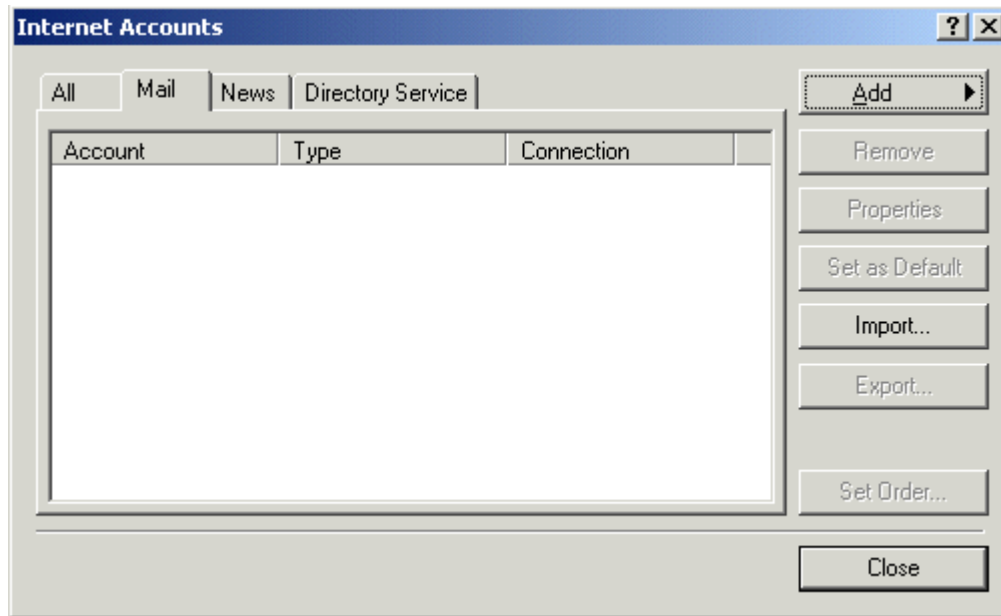 Internet Accounts
All Mail News Directory Service
Add
Account Type Connection
Remove
Properties
Set as Default
Import...
Export...
Set Order...
Close